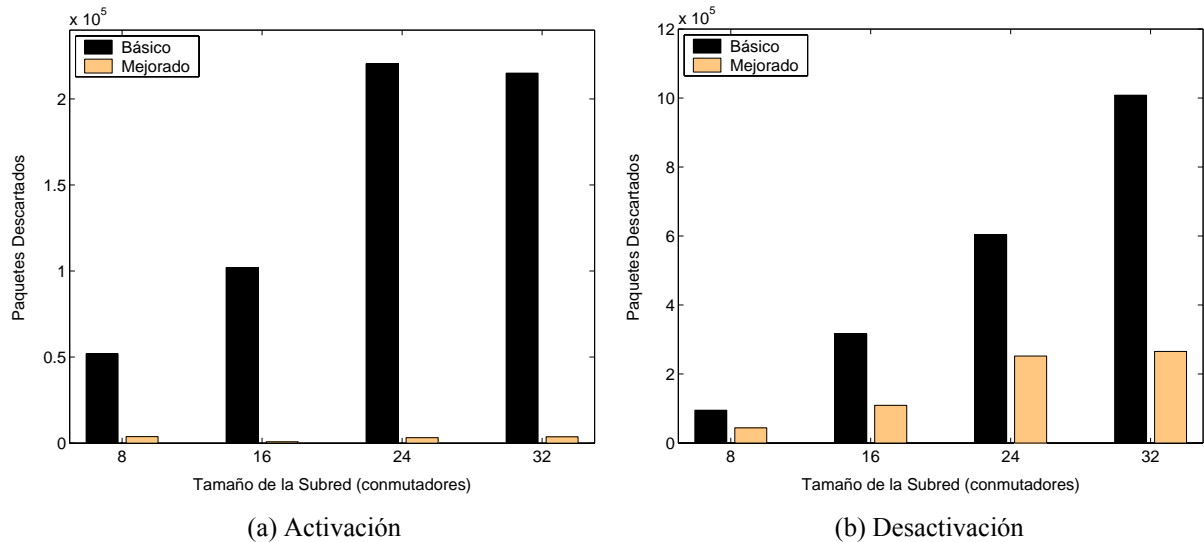 x 10^5
Básico
Mejorado
2
1.5
1
0.5
0
Paquetes Descartados
8 16 24 32
Tamaño de la Subred (conmutadores)
(a) Activación
x 10^5
Básico
Mejorado
12
10
8
6
4
2
0
Paquetes Descartados
8 16 24 32
Tamaño de la Subred (conmutadores)
(b) Desactivación